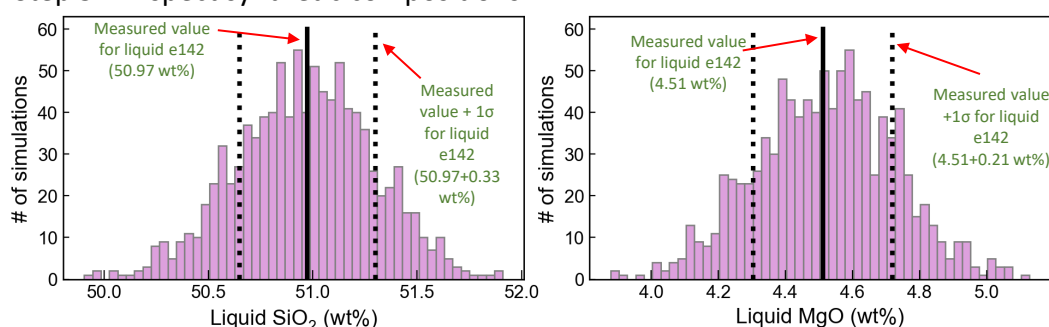 60
50
40
30
20
10
0
# of simulations
Measured value
for liquid e142
(50.97 wt%)
Measured
value + 1σ
for liquid
e142
(50.97+0.33
wt%)
50.0
50.5
51.0
51.5
52.0
Liquid SiO₂ (wt%)
60
50
40
30
20
10
0
# of simulations
Measured value
for liquid e142
(4.51 wt%)
Measured value
+1σ for liquid
e142
(4.51+0.21 wt%)
4.0
4.2
4.4
4.6
4.8
5.0
Liquid MgO (wt%)